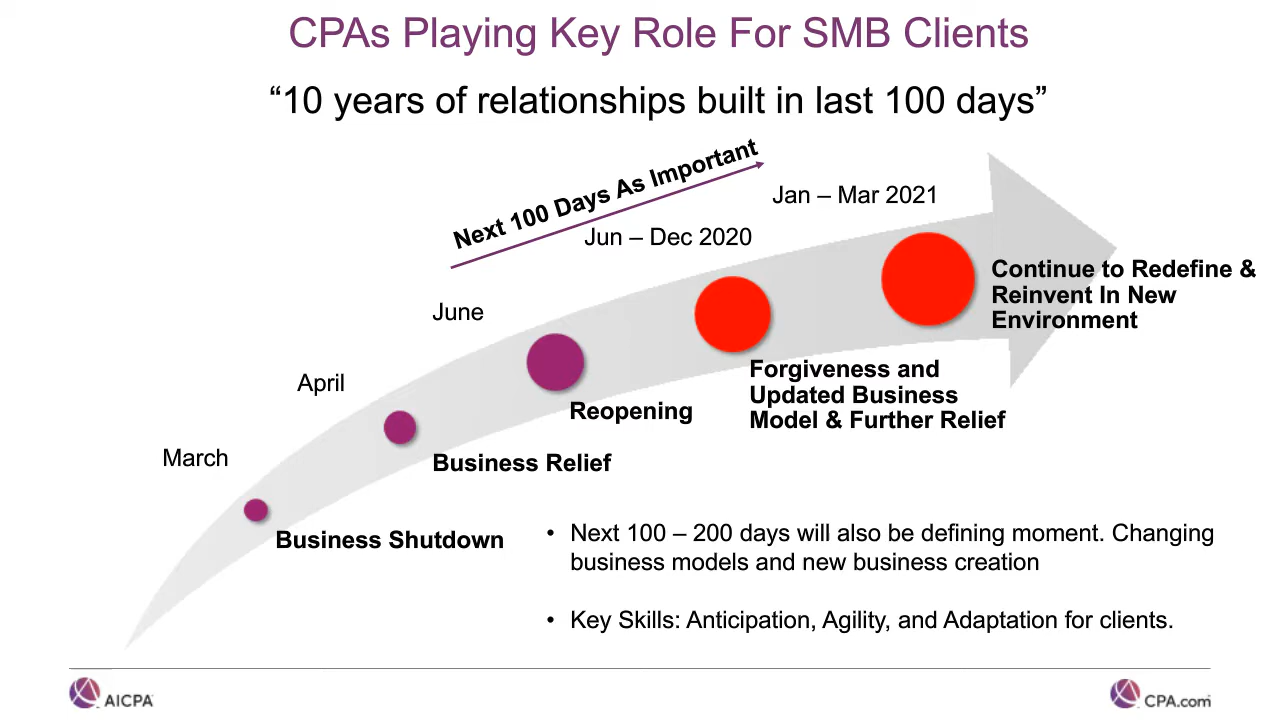 CPAs Playing Key Role For SMB Clients
“10 years of relationships built in last 100 days”
Next 100 Days As Important
Jan – Mar 2021
Jun – Dec 2020
Continue to Redefine &
Reinvent In New
Environment
June
Forgiveness and
Updated Business
Model & Further Relief
April
Reopening
March
Business Relief
Business Shutdown
• Next 100 – 200 days will also be defining moment. Changing
business models and new business creation
• Key Skills: Anticipation, Agility, and Adaptation for clients.
AICPA
CPA.com